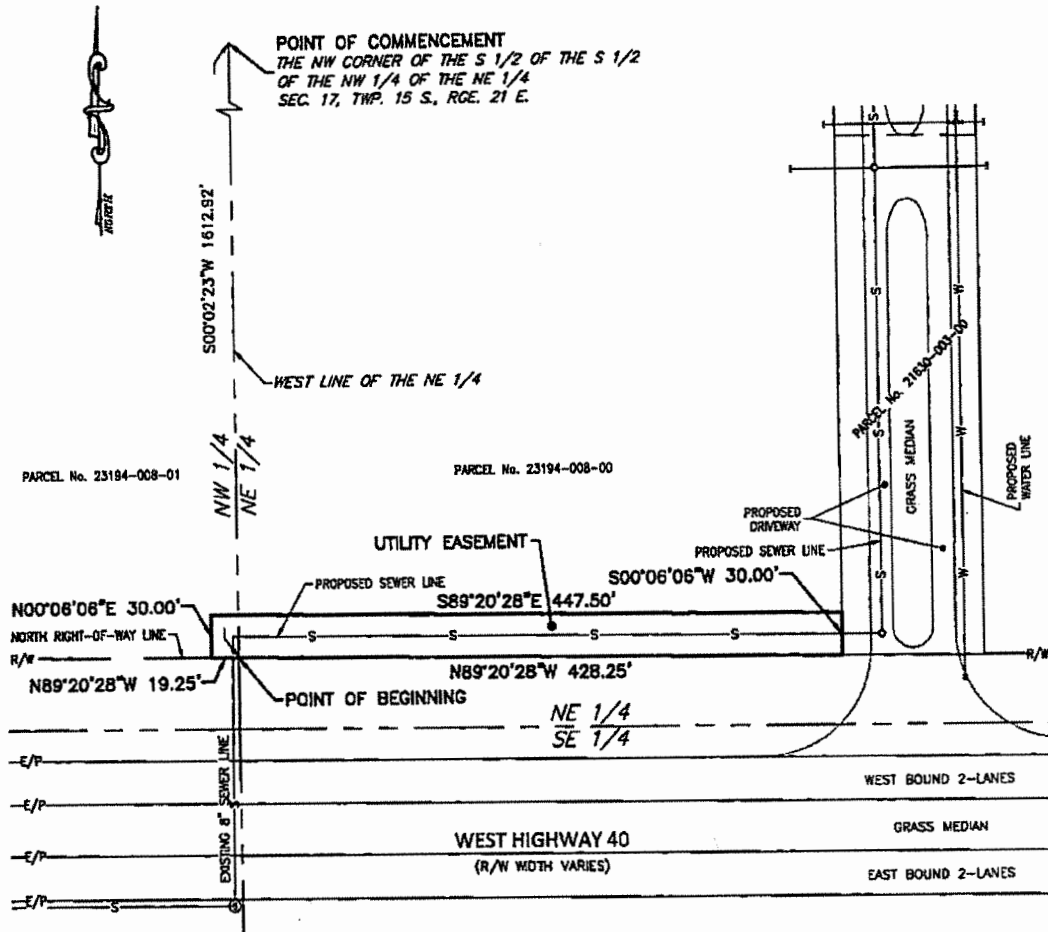 POINT OF COMMENCEMENT
THE NW CORNER OF THE S 1/2 OF THE S 1/2
OF THE NW 1/4 OF THE NE 1/4
SEC. 17, TWP. 15 S., RGE. 21 E.
NORTH
S00°02'23"W 1612.92'
WEST LINE OF THE NE 1/4
NW 1/4
NE 1/4
PARCEL No. 23194-008-01
PARCEL No. 23194-008-00
PARCEL No. 21630-003-00
S
S
S
S
W
W
W
W
GRASS MEDIAN
PROPOSED
WATER LINE
PROPOSED
DRIVEWAY
PROPOSED SEWER LINE
UTILITY EASEMENT
S00°06'06"W 30.00'
PROPOSED SEWER LINE
S89°20'28"E 447.50'
N00°06'06"E 30.00'
NORTH RIGHT-OF-WAY LINE
S
S
S
S
R/W
R/W
N89°20'28"W 19.25'
N89°20'28"W 428.25'
POINT OF BEGINNING
NE 1/4
SE 1/4
EXISTING 8" SEWER LINE
E/P
WEST BOUND 2-LANES
E/P
WEST HIGHWAY 40
(R/W WIDTH VARIES)
GRASS MEDIAN
E/P
EAST BOUND 2-LANES
E/P
S
S